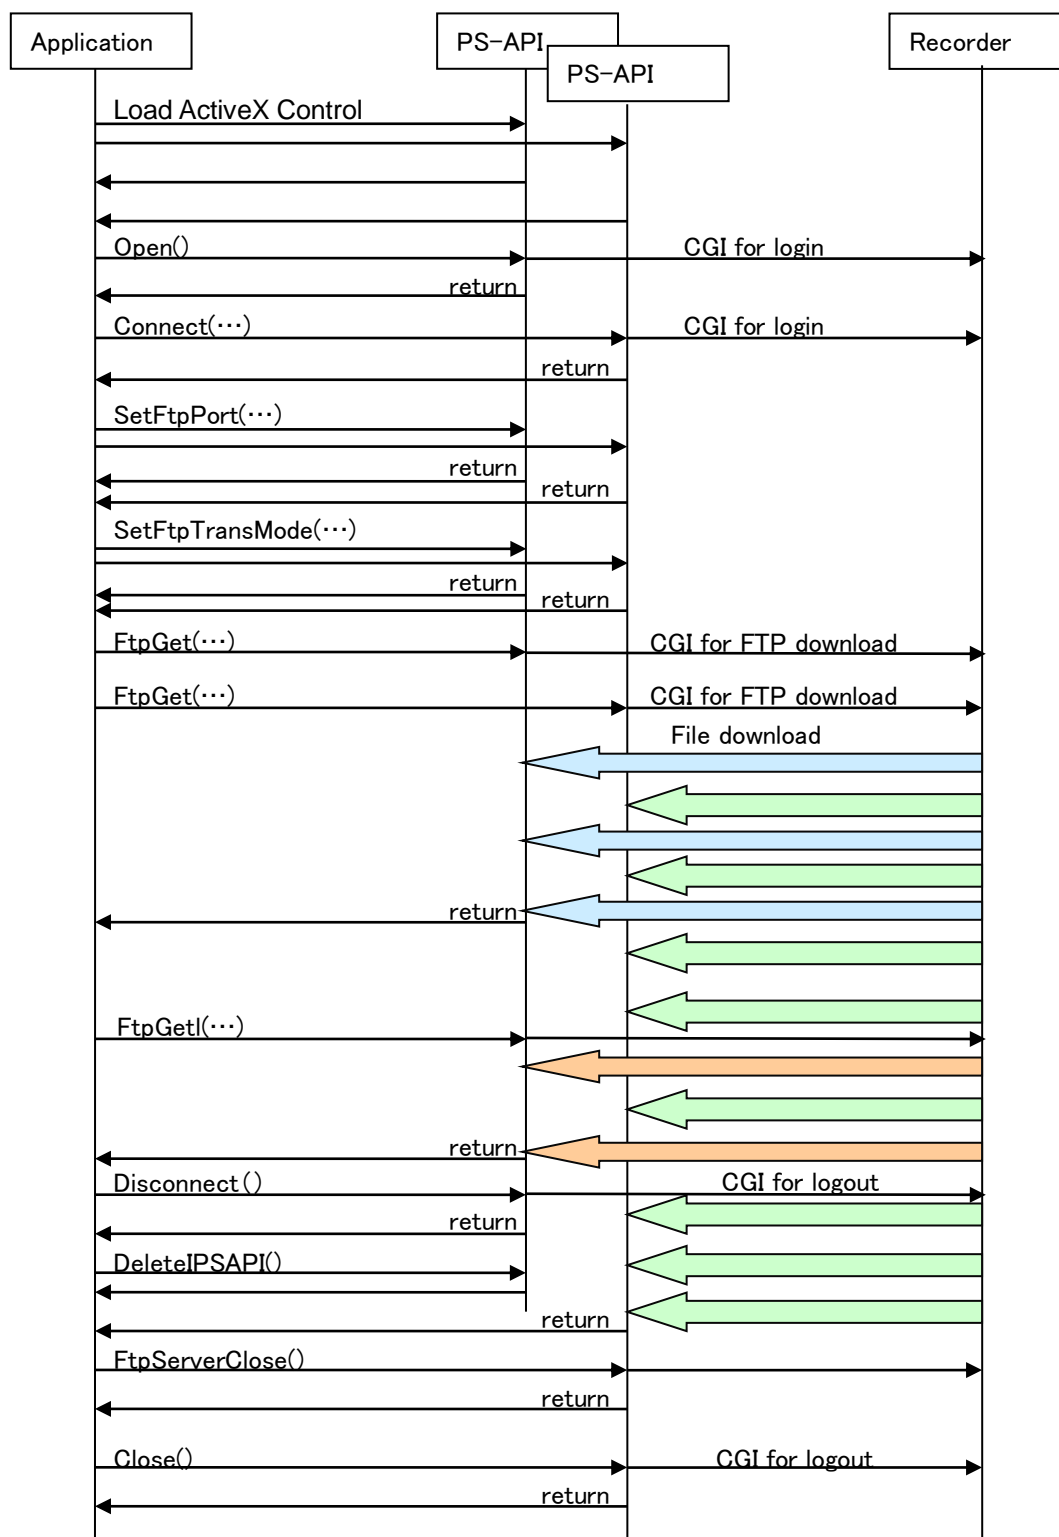 Application
PS-API
PS-API
Recorder
Load ActiveX Control
Open()
CGI for login
return
Connect(…)
CGI for login
return
SetFtpPort(…)
return
return
SetFtpTransMode(…)
return
return
FtpGet(…)
CGI for FTP download
FtpGet(…)
CGI for FTP download
File download
return
FtpGetl(…)
return
Disconnect()
CGI for logout
return
DeleteIPSAPI()
return
FtpServerClose()
return
Close()
CGI for logout
return